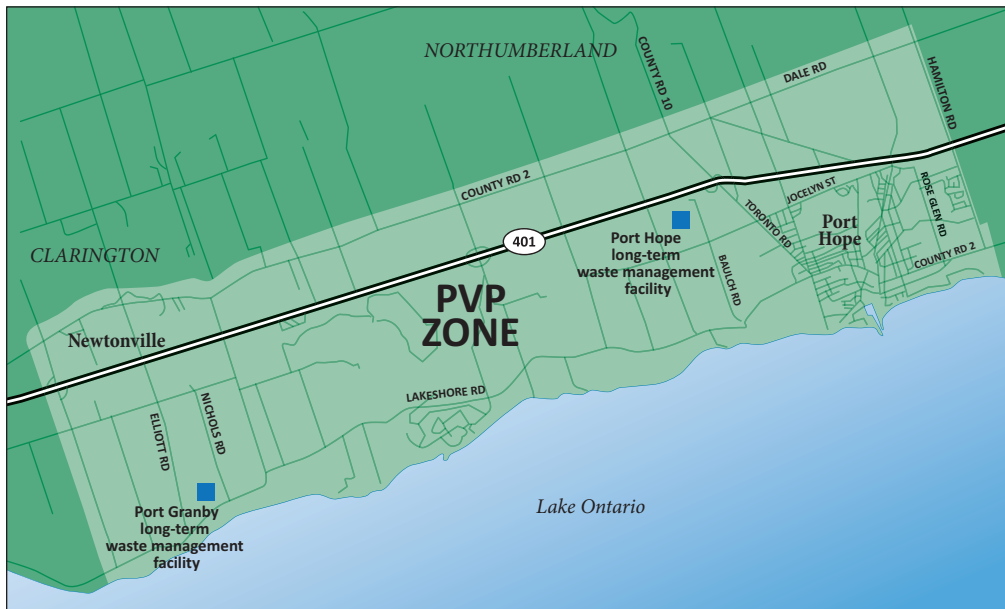 NORTHUMBERLAND
COUNTY RD 10
DALE RD
HAMILTON RD
COUNTY RD 2
JOCELYN ST
ROSE GLEN RD
TORONTO RD
Port
Hope
401
Port Hope
long-term
waste management
facility
BAULCH RD
COUNTY RD 2
CLARINGTON
PVP
ZONE
Newtonville
LAKESHORE RD
ELLIOTT RD
NICHOLS RD
Port Granby
long-term
waste management
facility
Lake Ontario